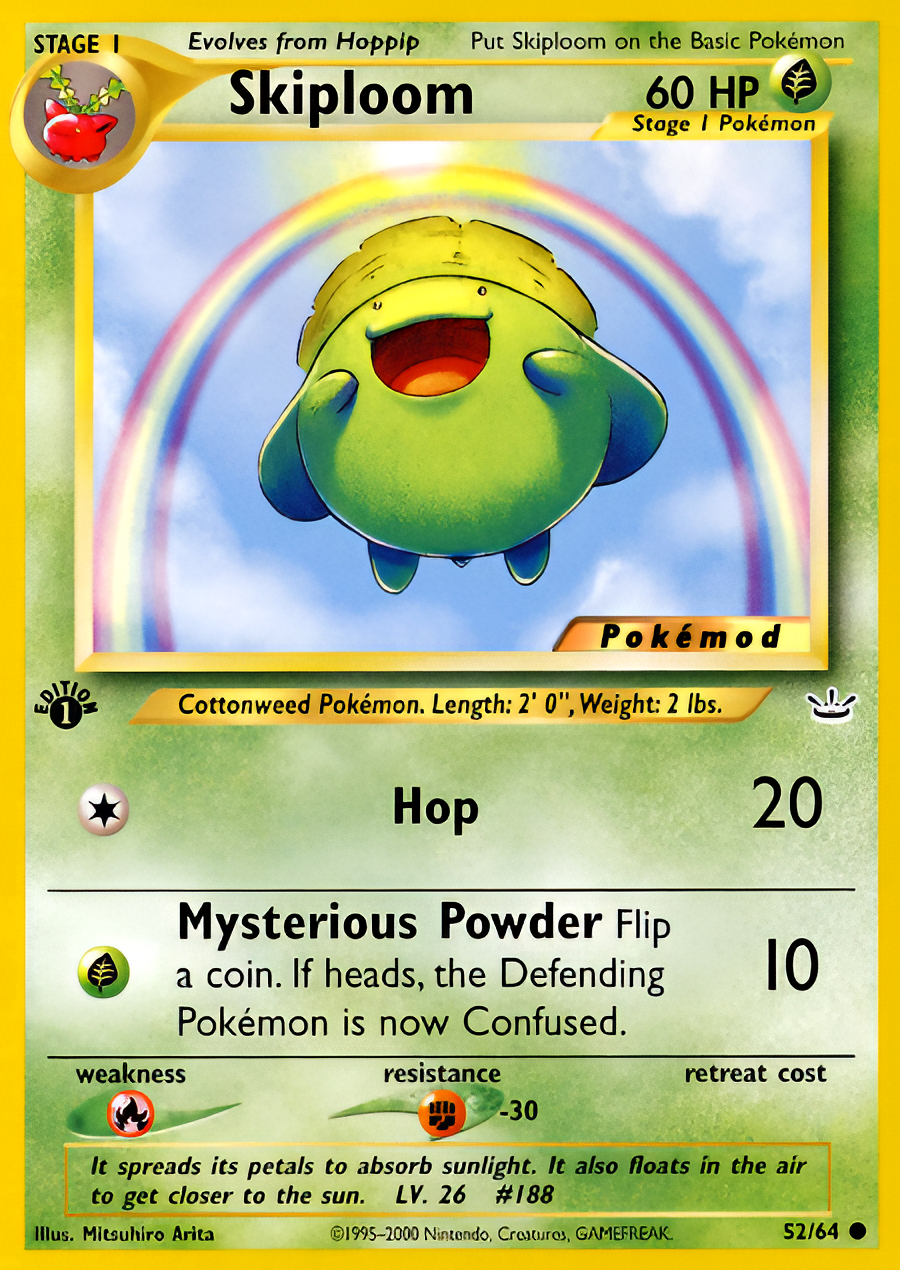 STAGE 1 Evolves from Hoppip Put Skiploom on the Basic Pokémon
Skiploom 60 HP
Stage 1 Pokémon
Pokémod
EDITION 1
Cottonweed Pokémon. Length: 2' 0", Weight: 2 lbs.
Hop 20
Mysterious Powder Flip
a coin. If heads, the Defending
Pokémon is now Confused.
10
weakness resistance retreat cost
-30
It spreads its petals to absorb sunlight. It also floats in the air
to get closer to the sun. LV. 26 #188
Illus. Mitsuhiro Arita ©1995-2000 Nintendo, Creatures, GAMEFREAK. 52/64